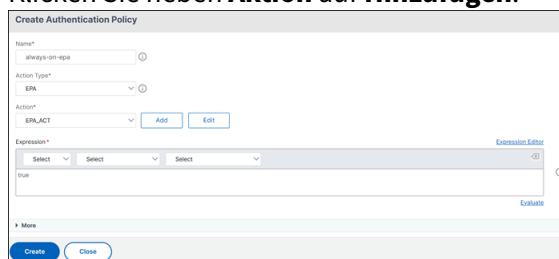 Klicken Sie neben Aktion auf Hinzufügen.
Create Authentication Policy
Name*
always-on-epa
Action Type*
EPA
Action*
EPA_ACT
Add
Edit
Expression*
Expression Editor
Select
Select
Select
true
Evaluate
More
Create
Close